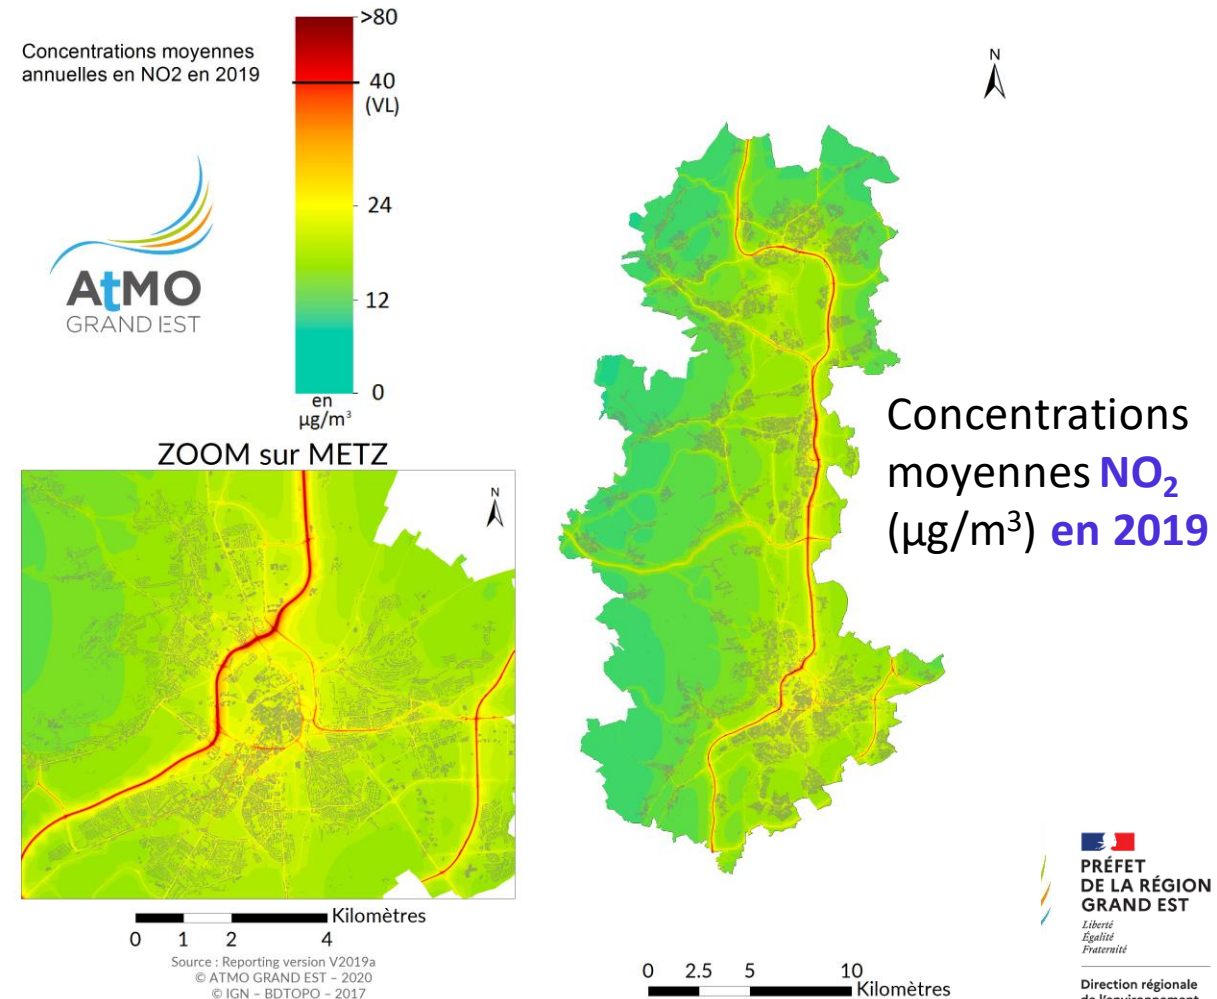 Concentrations moyennes
annuelles en NO2 en 2019
>80
40
(VL)
24
12
0
en
µg/m³
AtMO
GRAND EST
ZOOM sur METZ
N
Kilomètres
0 1 2 4
Source : Reporting version V2019a
© ATMO GRAND EST – 2020
© IGN – BDTOPO – 2017
N
Concentrations
moyennes NO₂
(µg/m³) en 2019
0 2.5 5 10
Kilomètres
PRÉFET
DE LA RÉGION
GRAND EST
Liberté
Égalité
Fraternité
Direction régionale
de l'environnement